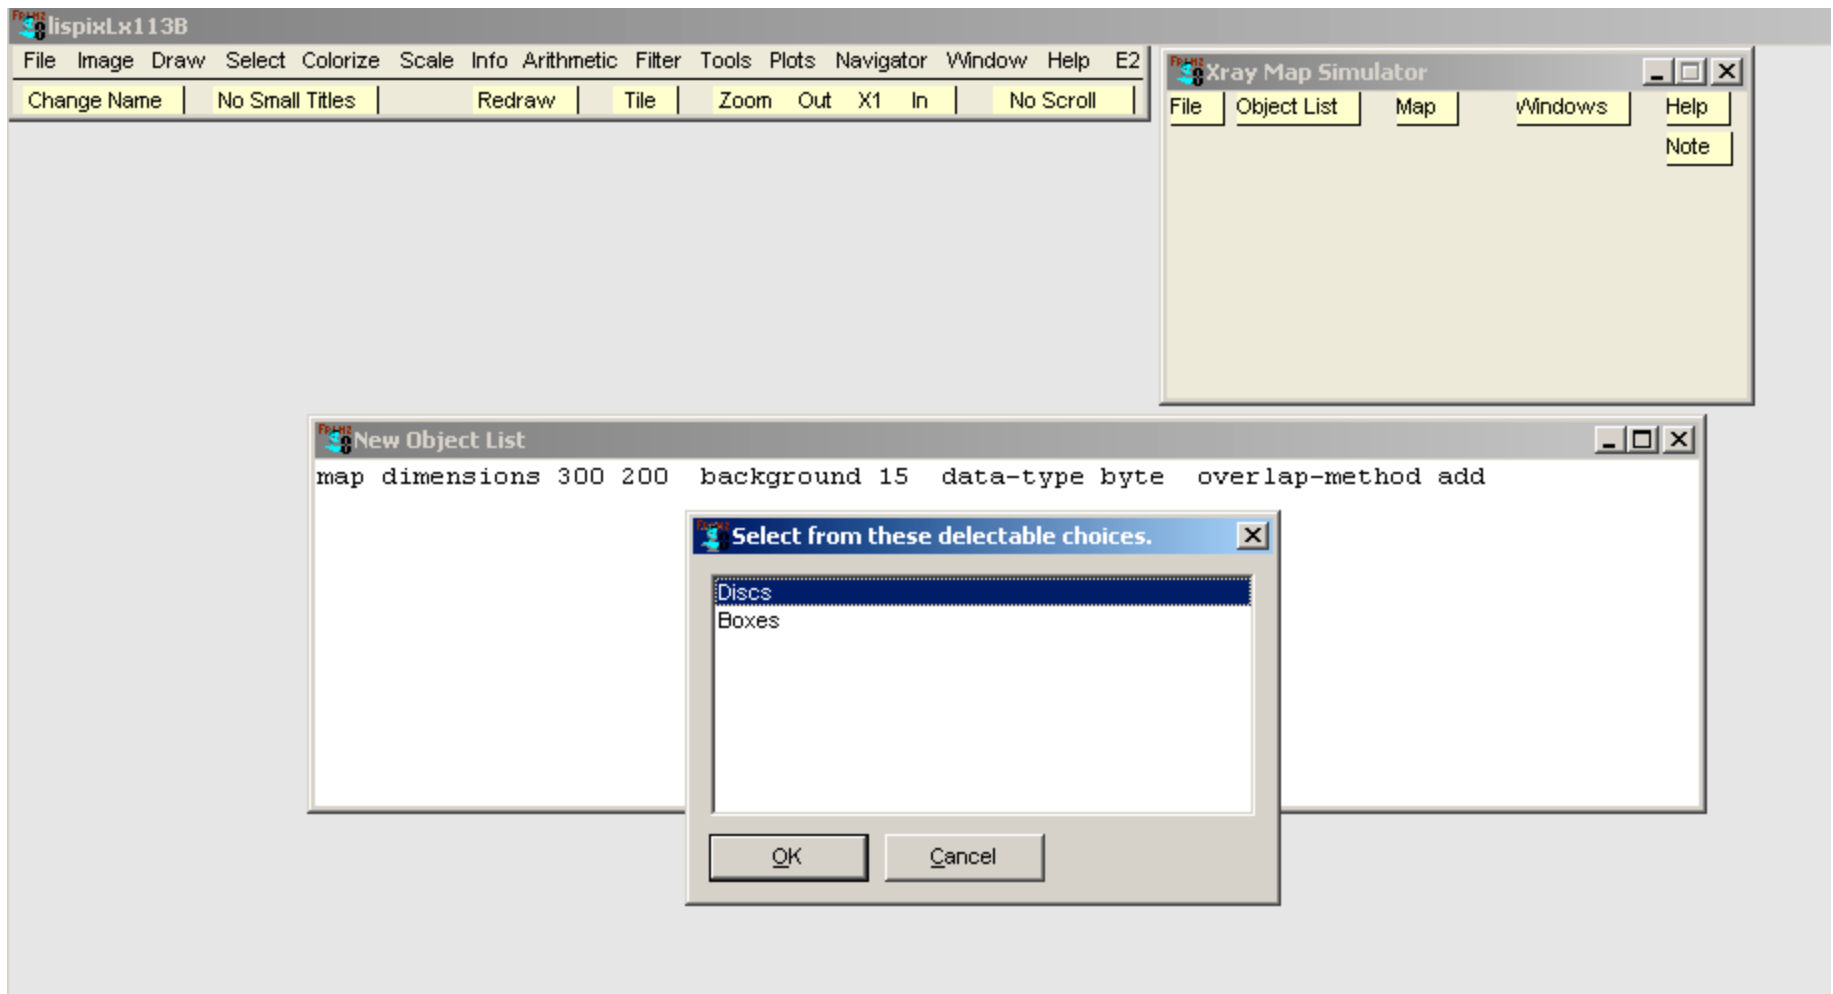 lispixLx113B
File Image Draw Select Colorize Scale Info Arithmetic Filter Tools Plots Navigator Window Help E2
Change Name No Small Titles Redraw Tile Zoom Out X1 In No Scroll
Xray Map Simulator
File Object List Map Windows Help
Note
New Object List
map dimensions 300 200 background 15 data-type byte overlap-method add
Select from these delectable choices.
Discs
Boxes
OK Cancel